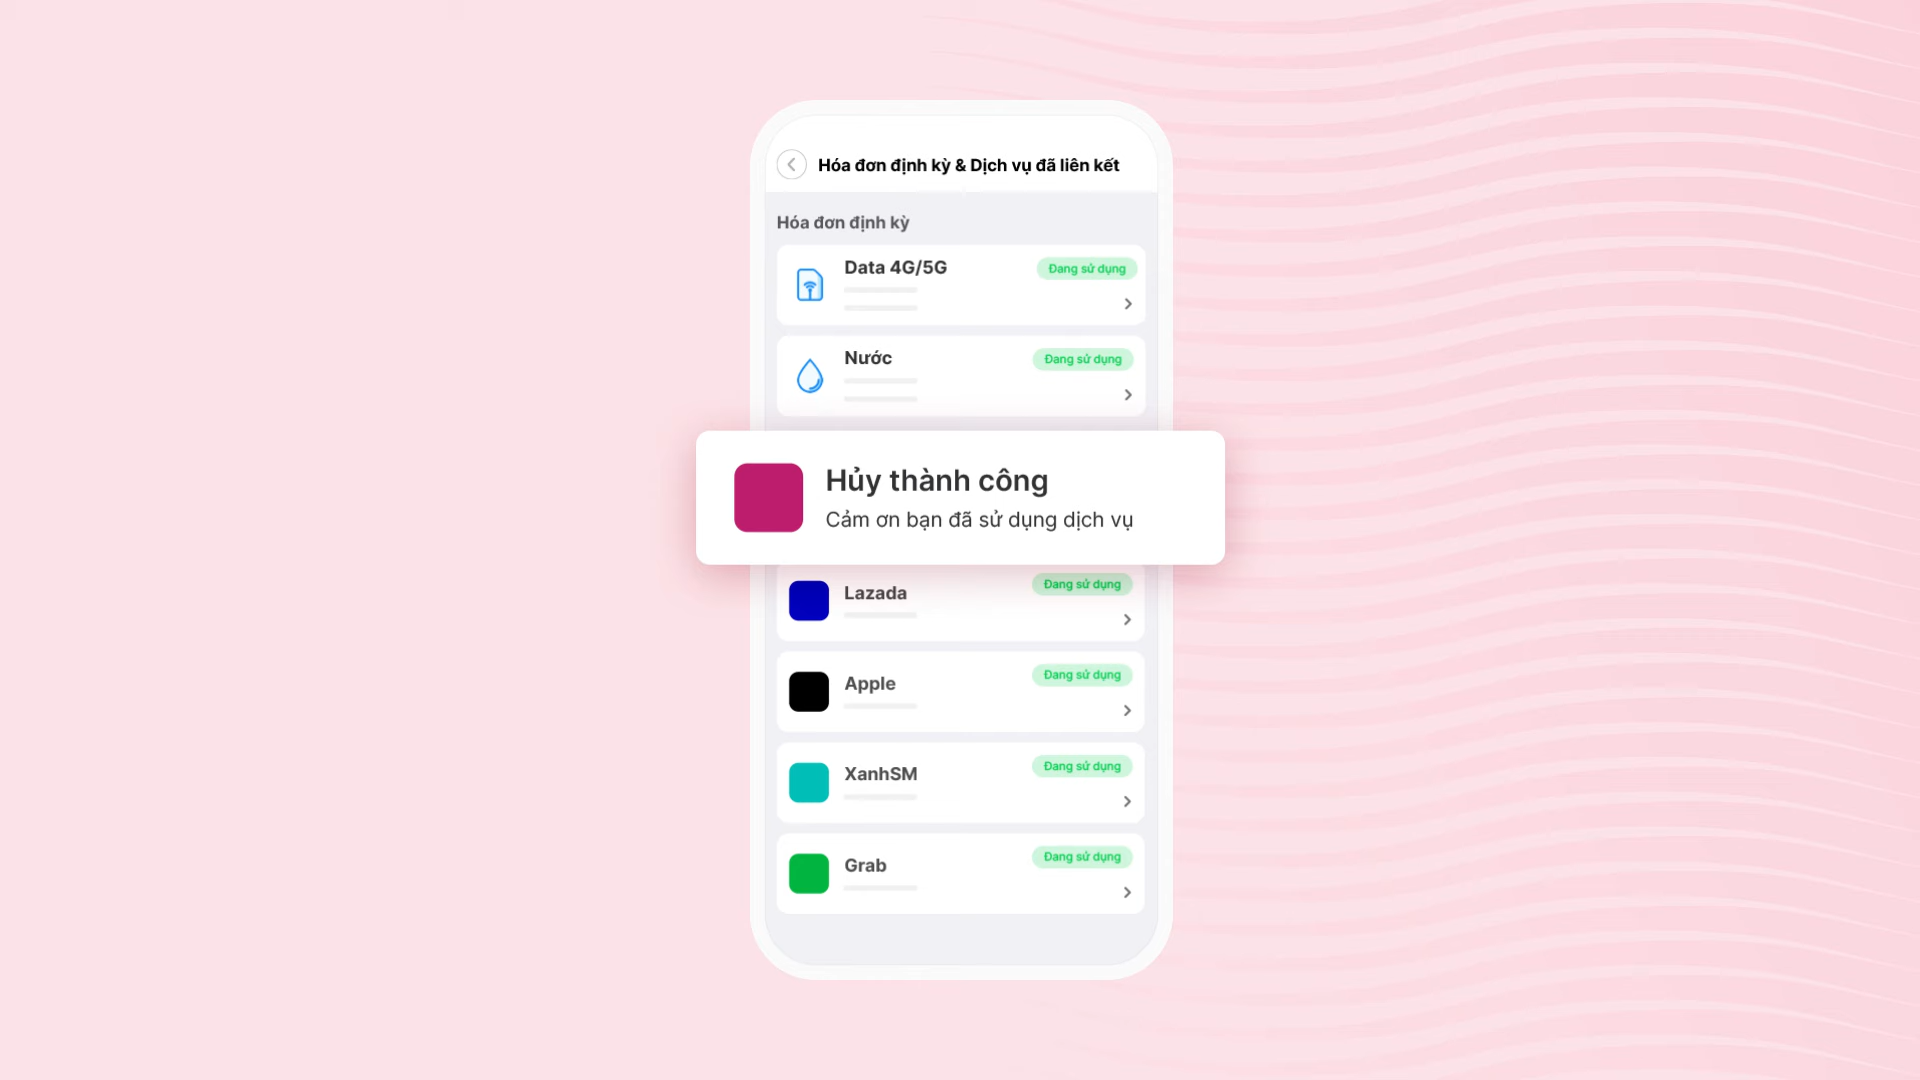 Hóa đơn định kỳ & Dịch vụ đã liên kết
Hóa đơn định kỳ
Data 4G/5G
Đang sử dụng
Nước
Đang sử dụng
Hủy thành công
Cảm ơn bạn đã sử dụng dịch vụ
Lazada
Đang sử dụng
Apple
Đang sử dụng
XanhSM
Đang sử dụng
Grab
Đang sử dụng